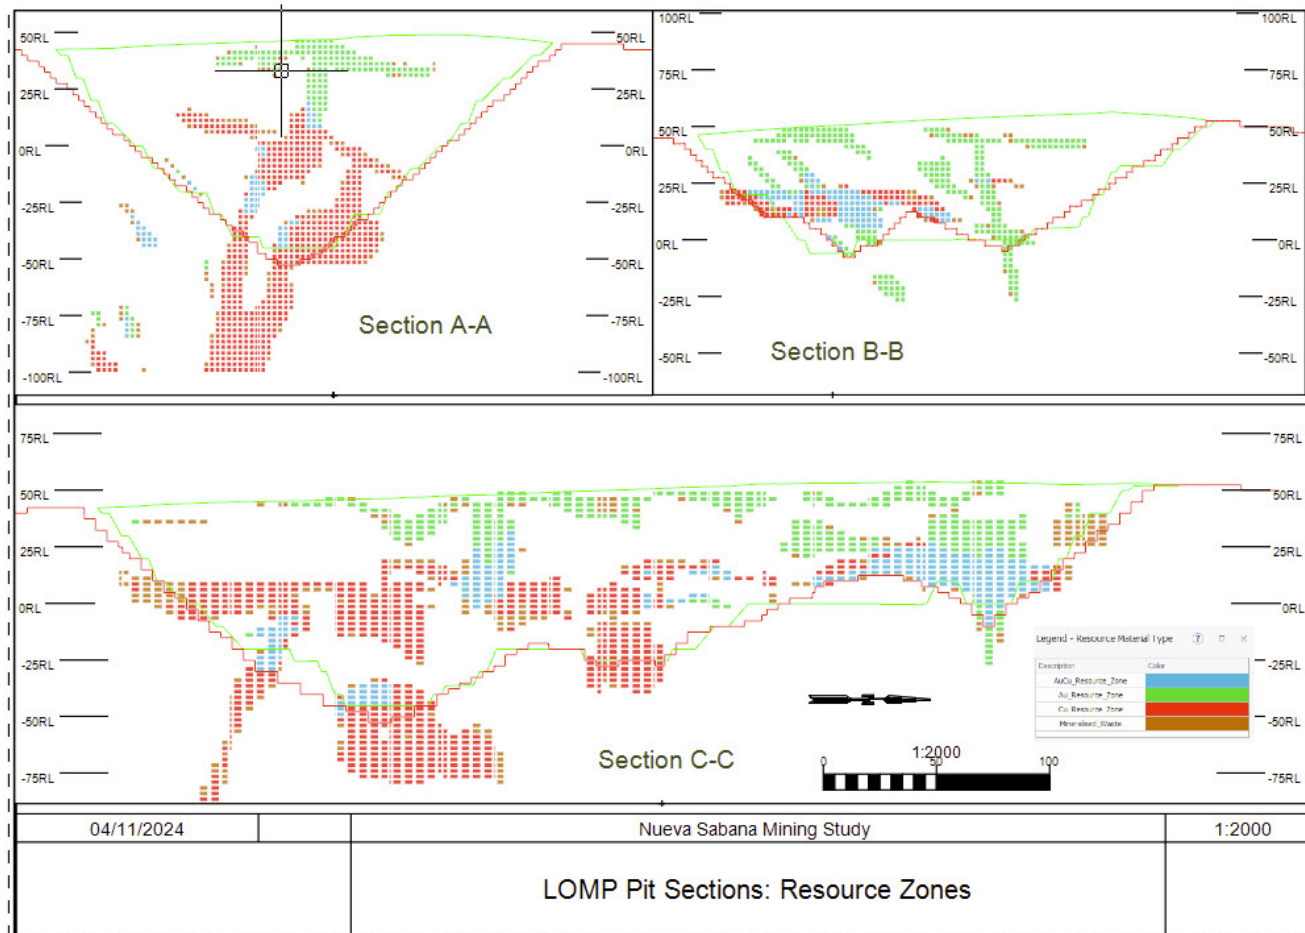 50RL 50RL
25RL 25RL
0RL 0RL
-25RL -25RL
-50RL -50RL
-75RL -75RL
-100RL -100RL
Section A-A
100RL 100RL
75RL 75RL
50RL 50RL
25RL 25RL
0RL 0RL
-25RL -25RL
-50RL -50RL
Section B-B
75RL 75RL
50RL 50RL
25RL 25RL
0RL 0RL
-25RL -25RL
-50RL -50RL
-75RL -75RL
Section C-C
N
1:2000
0 50 100
Legend - Resource Material Type ?
Description Color
AuCu_Resource_Zone
Au_Resource_Zone
Cu_Resource_Zone
Mineralised_Waste
04/11/2024 Nueva Sabana Mining Study 1:2000
LOMP Pit Sections: Resource Zones